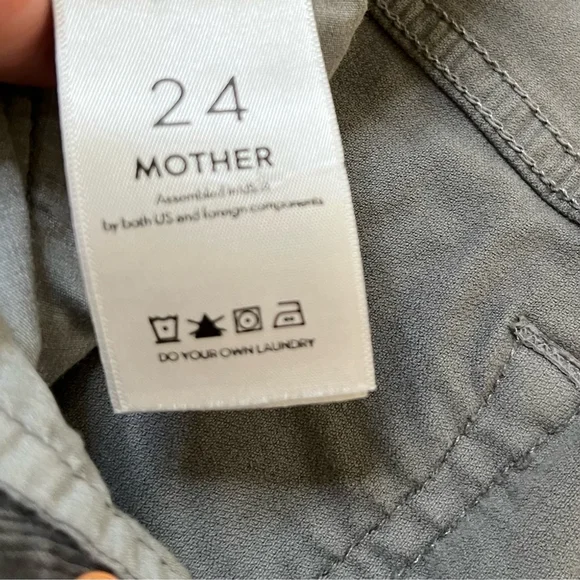 24
MOTHER
Assembled in USA
by both US and foreign components
DO YOUR OWN LAUNDRY